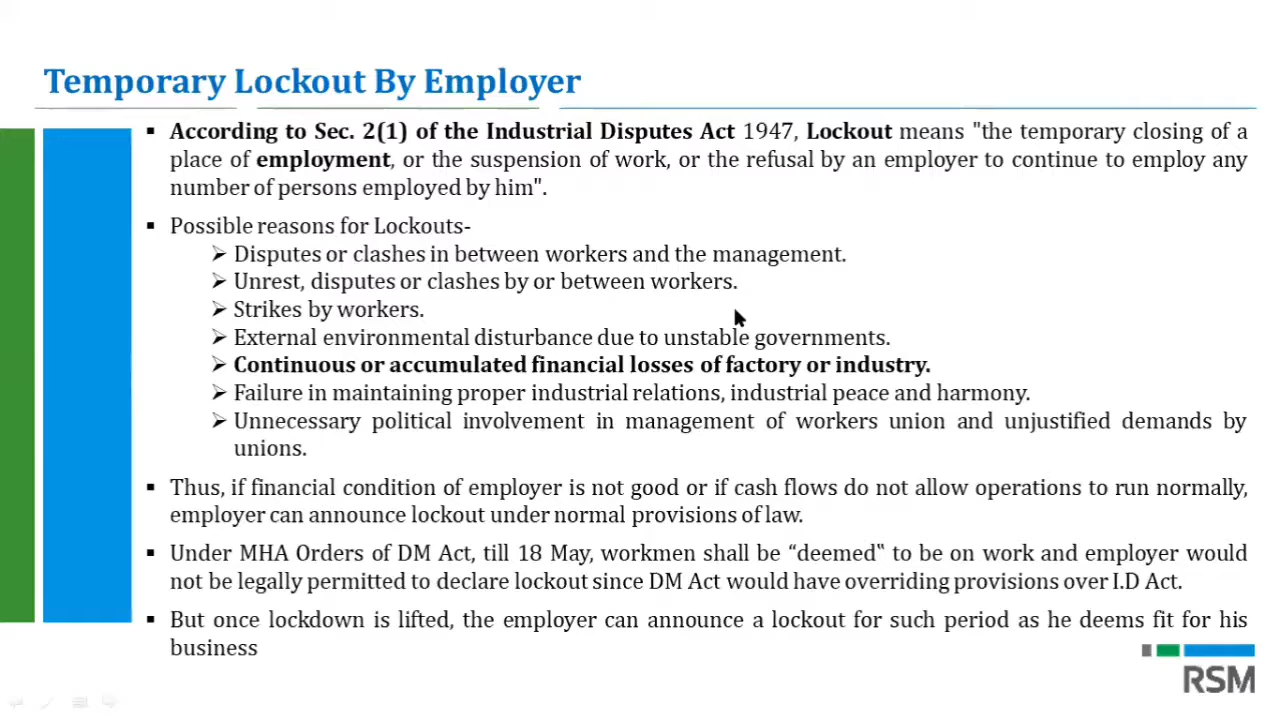 Temporary Lockout By Employer
▪ According to Sec. 2(1) of the Industrial Disputes Act 1947, Lockout means "the temporary closing of a
place of employment, or the suspension of work, or the refusal by an employer to continue to employ any
number of persons employed by him".
▪ Possible reasons for Lockouts-
➢ Disputes or clashes in between workers and the management.
➢ Unrest, disputes or clashes by or between workers.
➢ Strikes by workers.
➢ External environmental disturbance due to unstable governments.
➢ Continuous or accumulated financial losses of factory or industry.
➢ Failure in maintaining proper industrial relations, industrial peace and harmony.
➢ Unnecessary political involvement in management of workers union and unjustified demands by
unions.
▪ Thus, if financial condition of employer is not good or if cash flows do not allow operations to run normally,
employer can announce lockout under normal provisions of law.
▪ Under MHA Orders of DM Act, till 18 May, workmen shall be “deemed” to be on work and employer would
not be legally permitted to declare lockout since DM Act would have overriding provisions over I.D Act.
▪ But once lockdown is lifted, the employer can announce a lockout for such period as he deems fit for his
business
RSM